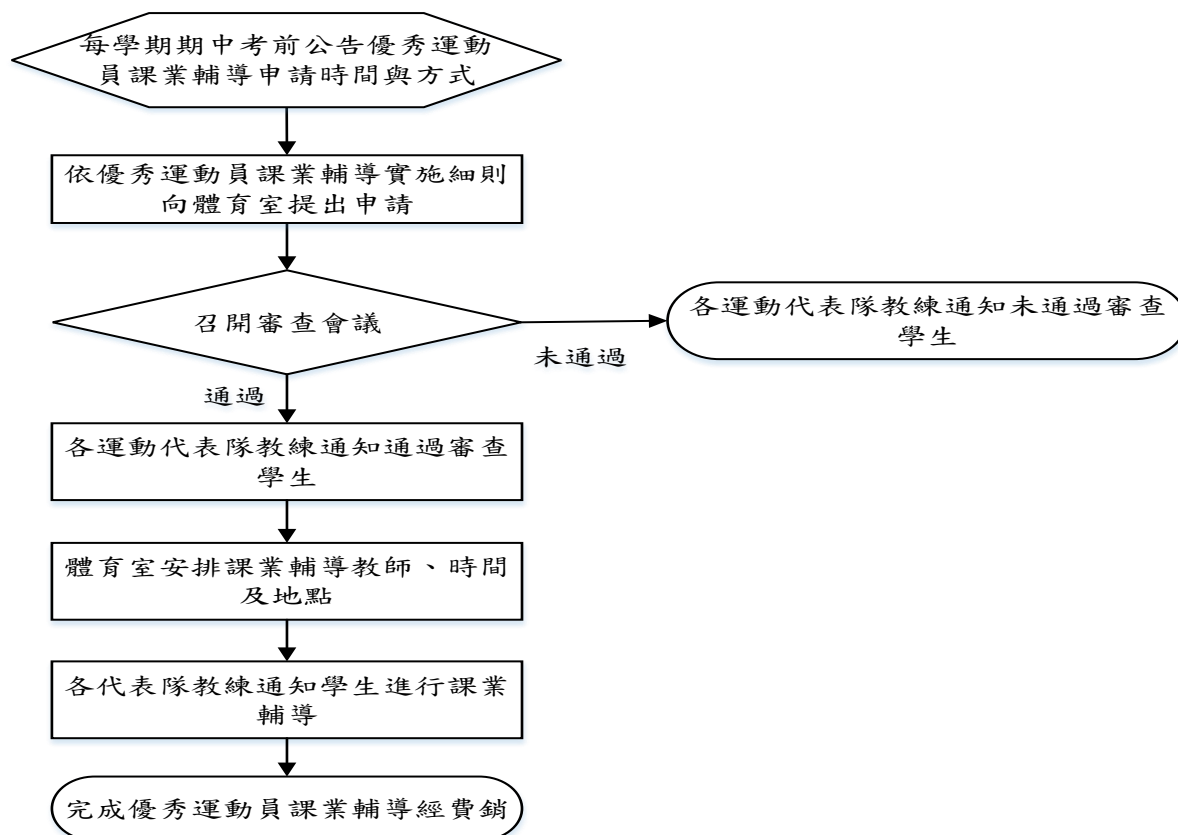 每學期期中考前公告優秀運動
員課業輔導申請時間與方式
依優秀運動員課業輔導實施細則
向體育室提出申請
召開審查會議
各運動代表隊教練通知未通過審查
學生
未通過
通過
各運動代表隊教練通知通過審查
學生
體育室安排課業輔導教師、時間
及地點
各代表隊教練通知學生進行課業
輔導
完成優秀運動員課業輔導經費銷